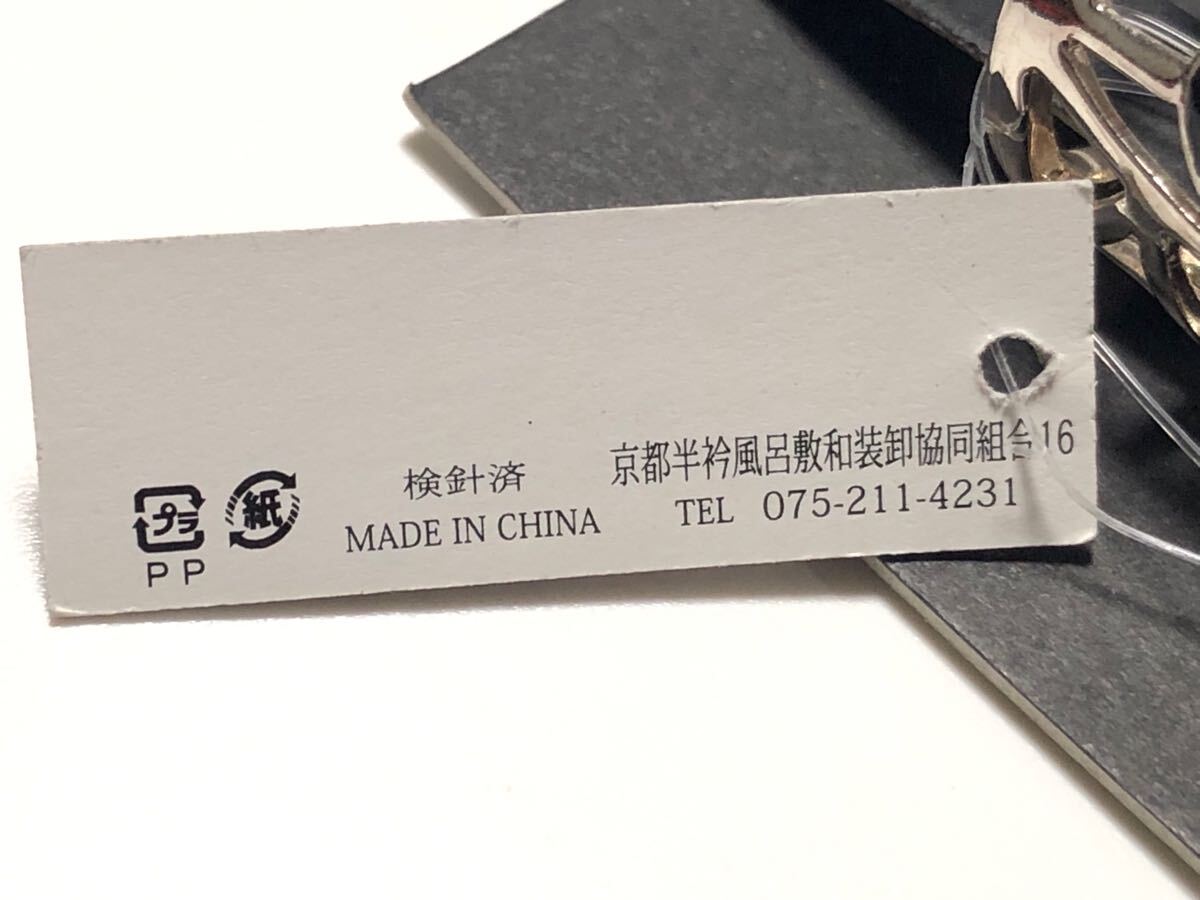 京都半衿風呂敷和装卸協同組合16
検針済
TEL 075-211-4231
MADE IN CHINA
プラ
紙
PP